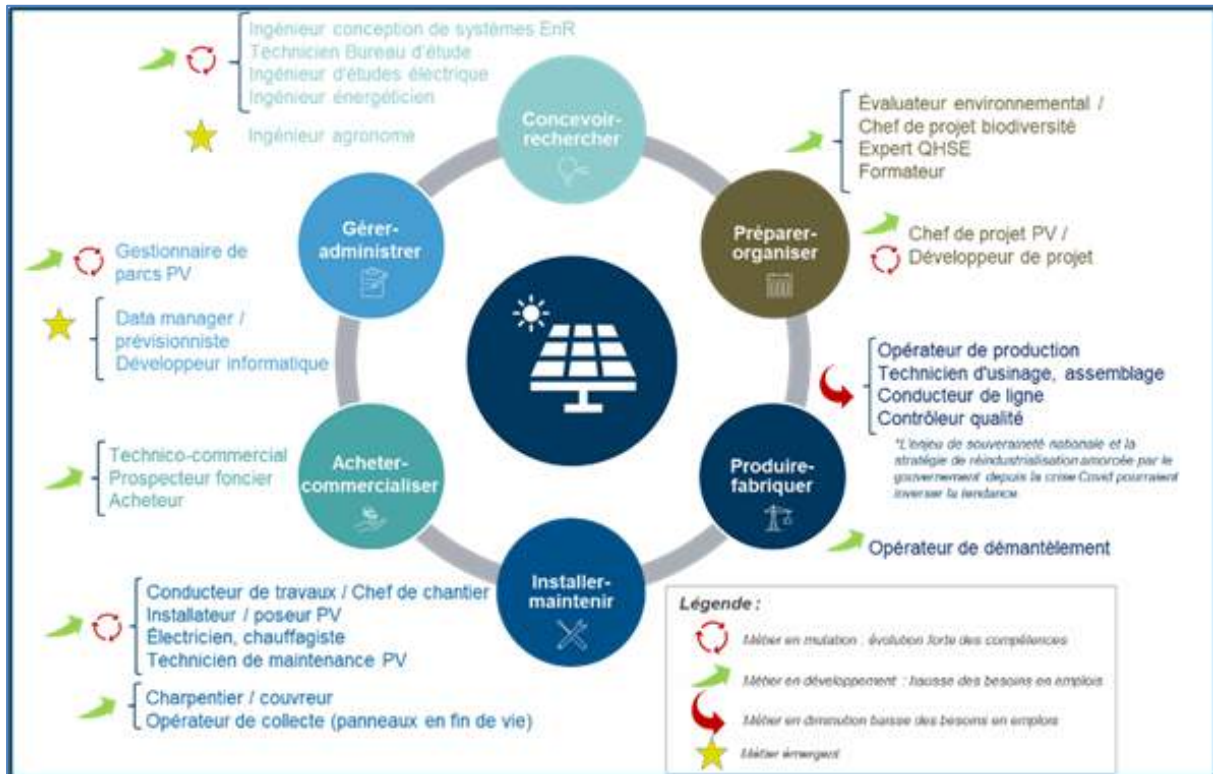 Ingénieur conception de systèmes EnR
Technicien Bureau d'étude
Ingénieur d'études électrique
Ingénieur énergéticien
Ingénieur agronome
Concevoir-
rechercher
Évaluateur environnemental /
Chef de projet biodiversité
Expert QHSE
Formateur
Préparer-
organiser
Chef de projet PV /
Développeur de projet
Gérer-
administrer
Gestionnaire de
parcs PV
Data manager /
prévisionniste
Développeur informatique
Opérateur de production
Technicien d'usinage, assemblage
Conducteur de ligne
Contrôleur qualité
*L'enjeu de souveraineté nationale et la
stratégie de réindustrialisation amorcée par le
gouvernement depuis la crise Covid pourraient
inverser la tendance
Produire-
fabriquer
Opérateur de démantèlement
Acheter-
commercialiser
Technico-commercial
Prospecteur foncier
Acheteur
Installer-
maintenir
Conducteur de travaux / Chef de chantier
Installateur / poseur PV
Électricien, chauffagiste
Technicien de maintenance PV
Charpentier / couvreur
Opérateur de collecte (panneaux en fin de vie)
Légende :
Métier en mutation : évolution forte des compétences
Métier en développement : hausse des besoins en emplois
Métier en diminution baisse des besoins en emplois
Métier émergent